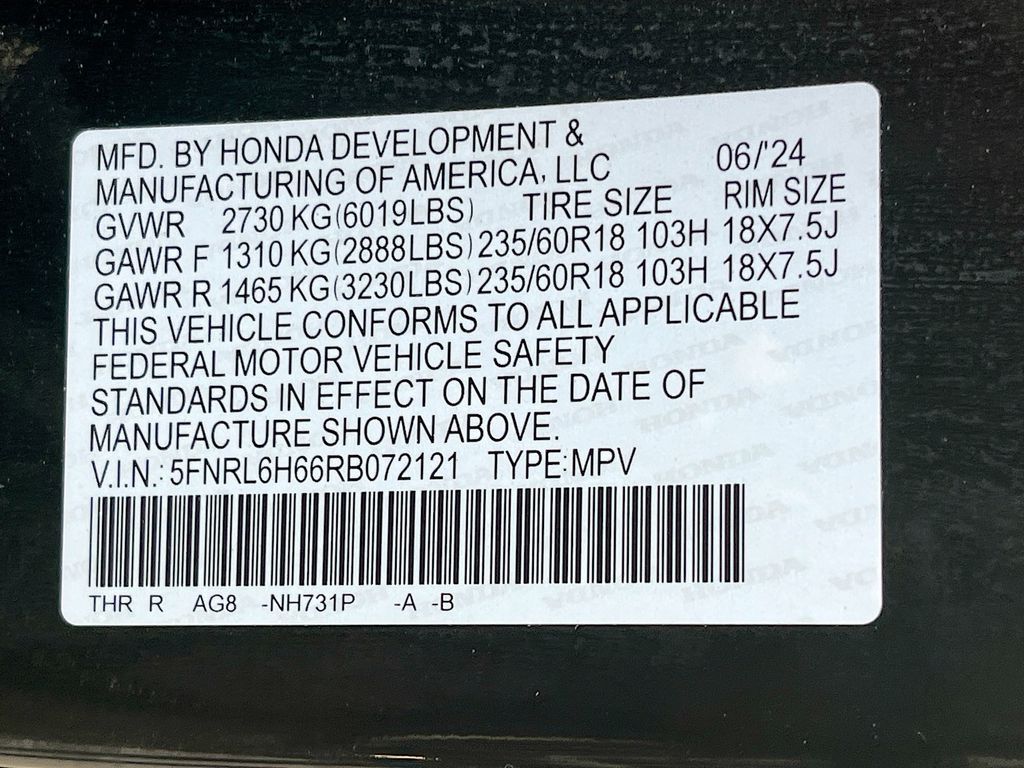 MFD. BY HONDA DEVELOPMENT &
MANUFACTURING OF AMERICA, LLC 06/'24
GVWR 2730 KG(6019LBS) TIRE SIZE RIM SIZE
GAWR F 1310 KG(2888LBS) 235/60R18 103H 18X7.5J
GAWR R 1465 KG(3230LBS) 235/60R18 103H 18X7.5J
THIS VEHICLE CONFORMS TO ALL APPLICABLE
FEDERAL MOTOR VEHICLE SAFETY
STANDARDS IN EFFECT ON THE DATE OF
MANUFACTURE SHOWN ABOVE.
V.I.N.: 5FNRL6H66RB072121 TYPE:MPV
THR R AG8 -NH731P -A -B